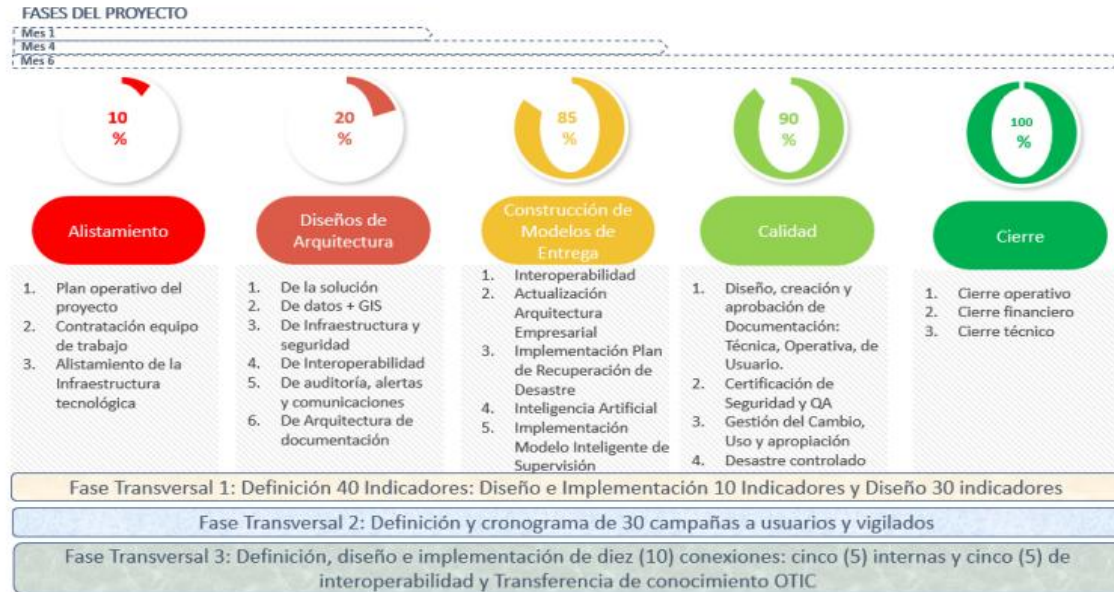 FASES DEL PROYECTO
Mes 1
Mes 4
Mes 6
10
%
20
%
85
%
90
%
100
%
Alistamiento
Diseños de
Arquitectura
Construcción de
Modelos de
Entrega
Calidad
Cierre
1. Plan operativo del
proyecto
2. Contratación equipo
de trabajo
3. Alistamiento de la
Infraestructura
tecnológica
1. De la solución
2. De datos + GIS
3. De Infraestructura y
seguridad
4. De Interoperabilidad
5. De auditoría, alertas
y comunicaciones
6. De Arquitectura de
documentación
1. Interoperabilidad
2. Actualización
Arquitectura
Empresarial
3. Implementación Plan
de Recuperación de
Desastre
4. Inteligencia Artificial
5. Implementación
Modelo Inteligente de
Supervisión
1. Diseño, creación y
aprobación de
Documentación:
Técnica, Operativa, de
Usuario.
2. Certificación de
Seguridad y QA
3. Gestión del Cambio,
Uso y apropiación
4. Desastre controlado
1. Cierre operativo
2. Cierre financiero
3. Cierre técnico
Fase Transversal 1: Definición 40 Indicadores: Diseño e Implementación 10 Indicadores y Diseño 30 indicadores
Fase Transversal 2: Definición y cronograma de 30 campañas a usuarios y vigilados
Fase Transversal 3: Definición, diseño e implementación de diez (10) conexiones: cinco (5) internas y cinco (5) de
interoperabilidad y Transferencia de conocimiento OTIC